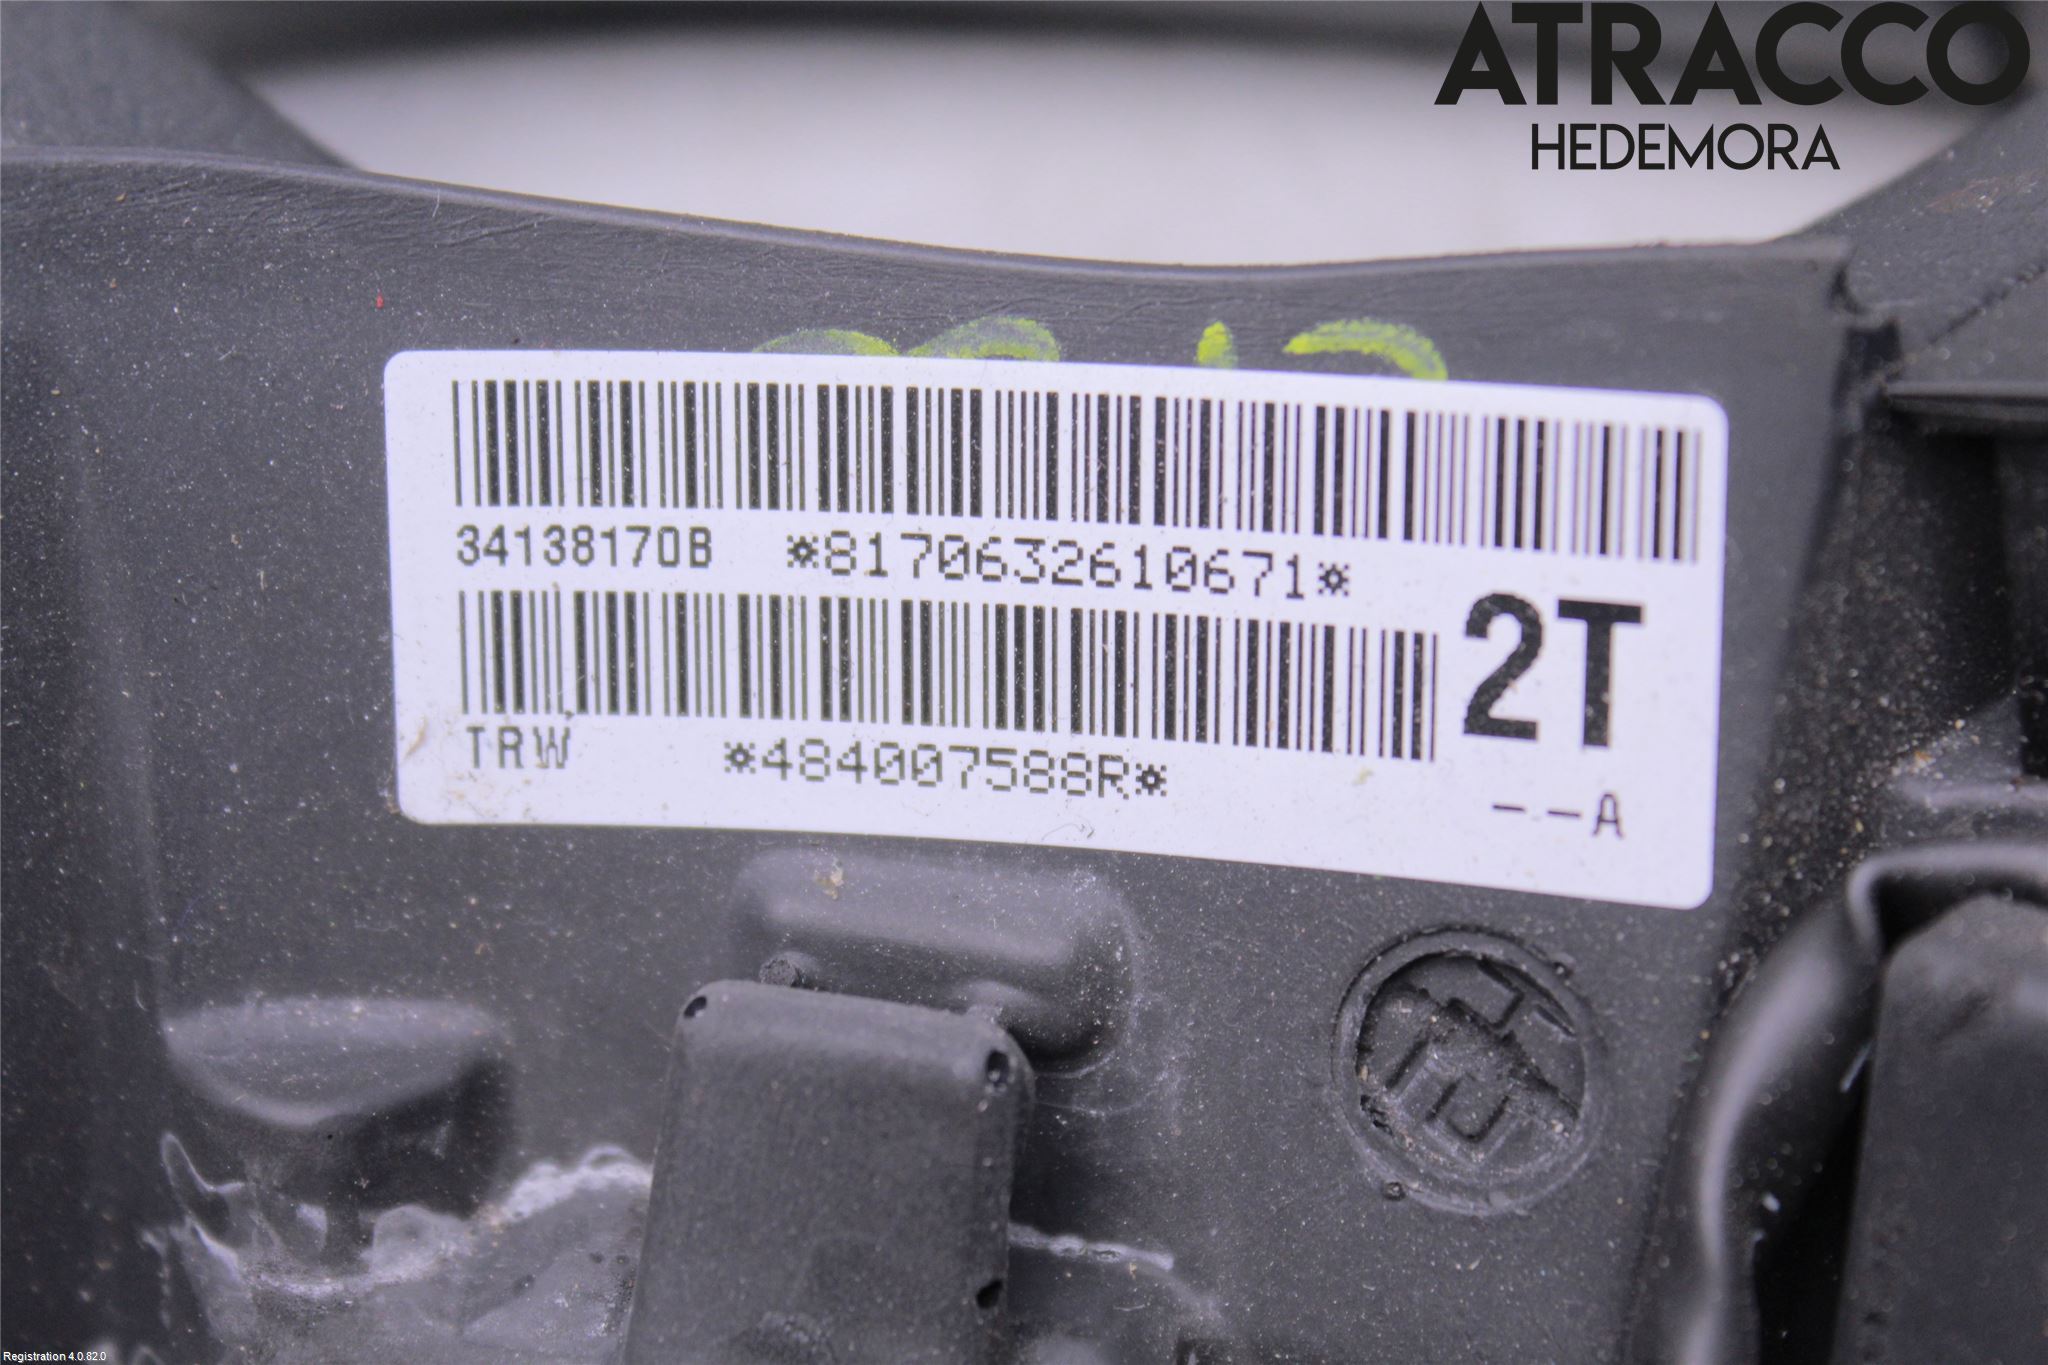 ATRACCO
HEDEMORA
34138170B *8170632610671*
2T
TRW *484007588R*
--A
Registration 4.0.82.0